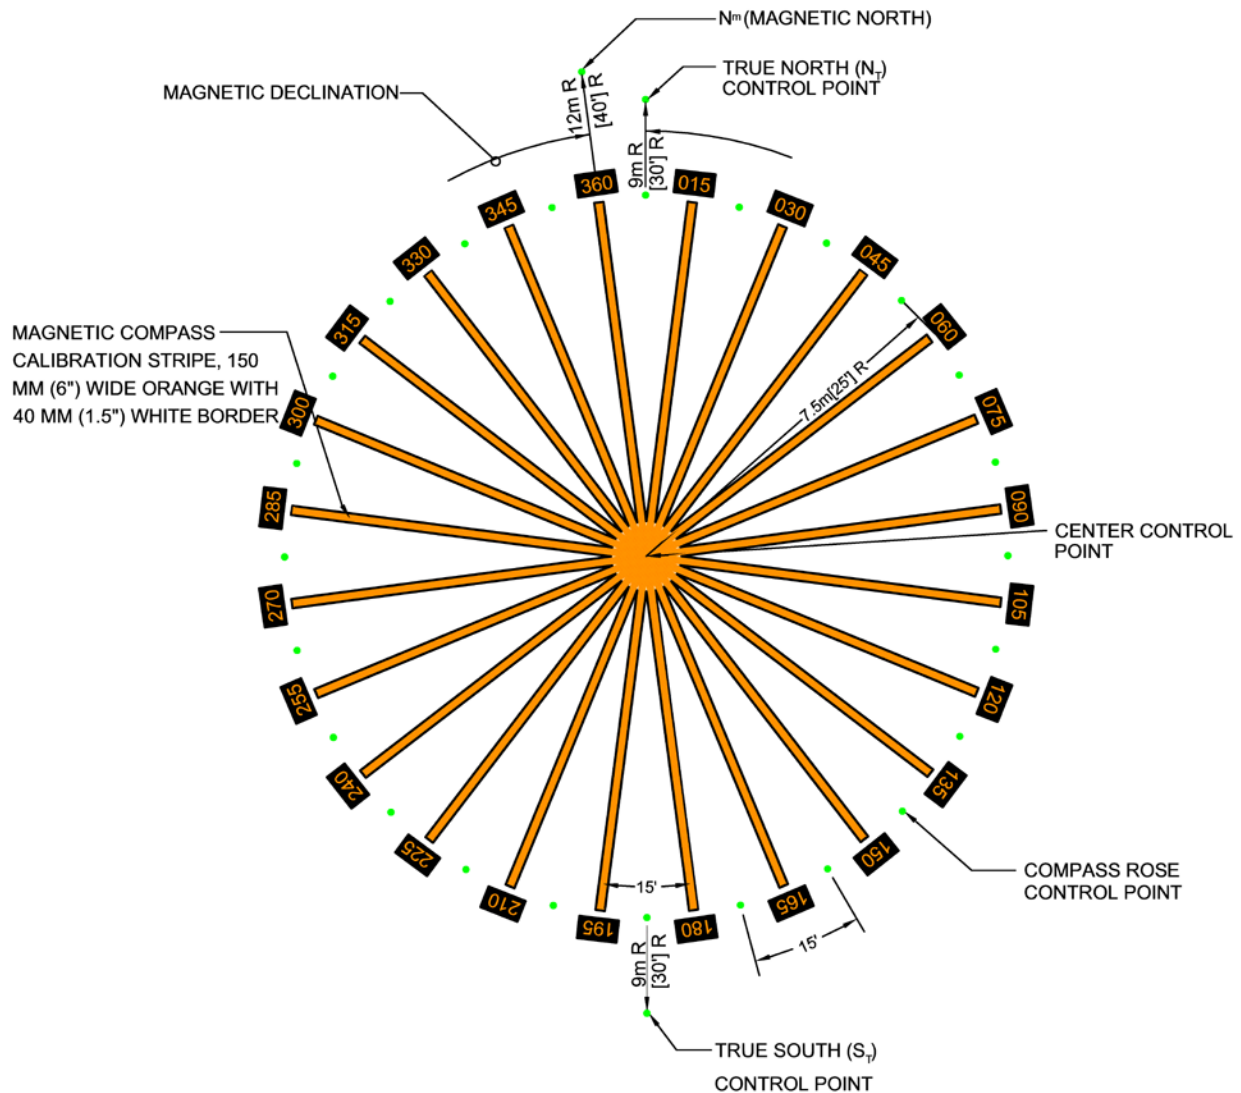 Nᵐ (MAGNETIC NORTH)
TRUE NORTH (N_T)
CONTROL POINT
MAGNETIC DECLINATION
12m R
[40'] R
9m R
[30'] R
360
015
345
030
330
045
315
060
MAGNETIC COMPASS
CALIBRATION STRIPE, 150
MM (6") WIDE ORANGE WITH
40 MM (1.5") WHITE BORDER
7.5m[25'] R
300
075
285
090
CENTER CONTROL
POINT
270
105
255
120
240
135
225
150
COMPASS ROSE
CONTROL POINT
210
165
195
180
15'
15'
9m R
[30'] R
TRUE SOUTH (S_T)
CONTROL POINT